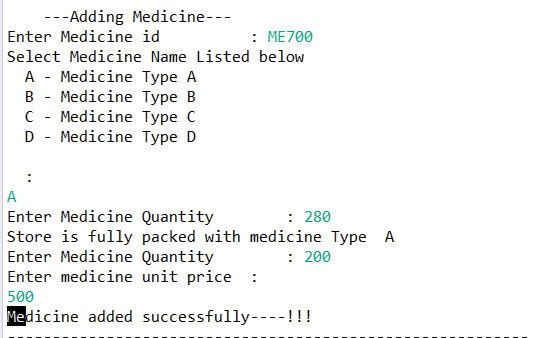 ---Adding Medicine---
Enter Medicine id          : ME700
Select Medicine Name Listed below
  A - Medicine Type A
  B - Medicine Type B
  C - Medicine Type C
  D - Medicine Type D
  :
A
Enter Medicine Quantity        : 280
Store is fully packed with medicine Type  A
Enter Medicine Quantity        : 200
Enter medicine unit price  :
500
Medicine added successfully----!!!
----------------------------------------------------------